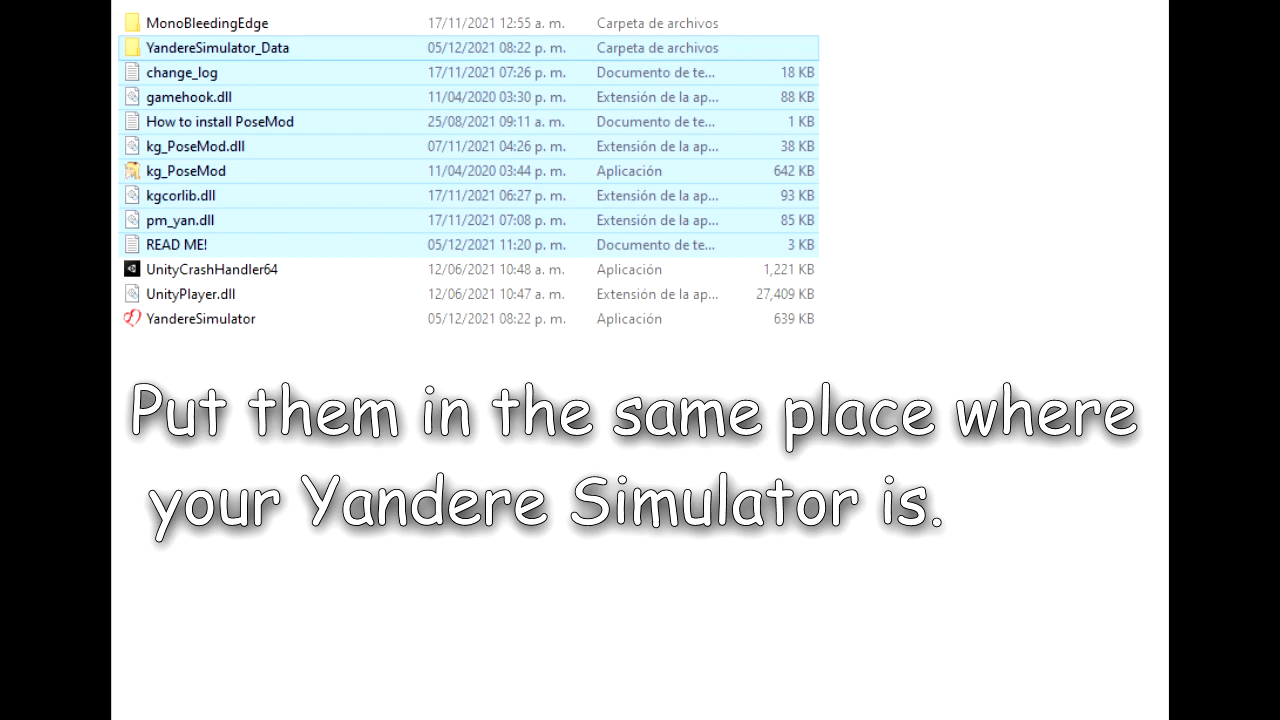 MonoBleedingEdge 17/11/2021 12:55 a. m. Carpeta de archivos
YandereSimulator_Data 05/12/2021 08:22 p. m. Carpeta de archivos
change_log 17/11/2021 07:26 p. m. Documento de te... 18 KB
gamehook.dll 11/04/2020 03:30 p. m. Extensión de la ap... 88 KB
How to install PoseMod 25/08/2021 09:11 a. m. Documento de te... 1 KB
kg_PoseMod.dll 07/11/2021 04:26 p. m. Extensión de la ap... 38 KB
kg_PoseMod 11/04/2020 03:44 p. m. Aplicación 642 KB
kgcorlib.dll 17/11/2021 06:27 p. m. Extensión de la ap... 93 KB
pm_yan.dll 17/11/2021 07:08 p. m. Extensión de la ap... 85 KB
READ ME! 05/12/2021 11:20 p. m. Documento de te... 3 KB
UnityCrashHandler64 12/06/2021 10:48 a. m. Aplicación 1,221 KB
UnityPlayer.dll 12/06/2021 10:47 a. m. Extensión de la ap... 27,409 KB
YandereSimulator 05/12/2021 08:22 p. m. Aplicación 639 KB
Put them in the same place where
your Yandere Simulator is.